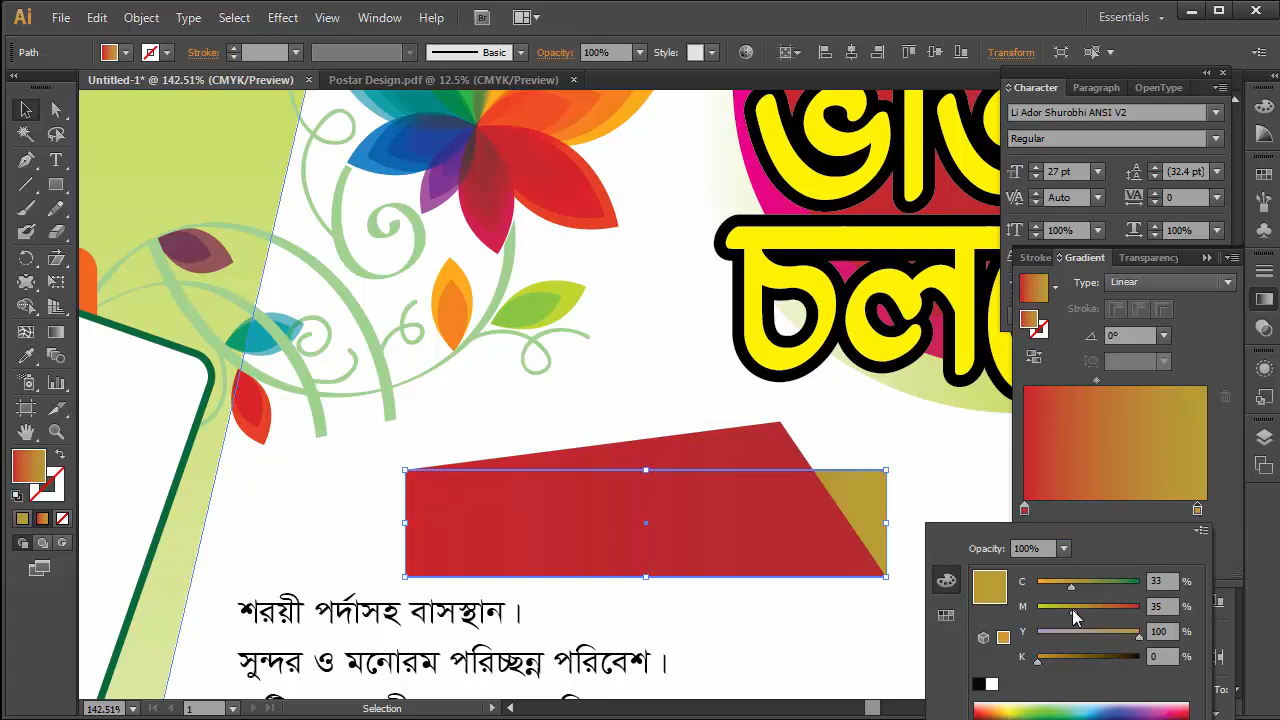 Ai File Edit Object Type Select Effect View Window Help Br Essentials
Path Stroke: Basic Opacity: 100% Style: Transform
Untitled-1* @ 142.51% (CMYK/Preview) × Postar Design.pdf @ 12.5% (CMYK/Preview) ×
Character Paragraph OpenType
Li Ador Shurobhi ANSI V2
Regular
27 pt (32.4 pt)
Auto 0
100% 100%
Stroke Gradient Transparency
Type: Linear
Stroke:
0°
চল
Opacity: 100%
C 33 %
M 35 %
Y 100 %
K 0 %
To:
শরয়ী পর্দাসহ বাসস্থান।
সুন্দর ও মনোরম পরিচ্ছন্ন পরিবেশ।
142.51% 1 Selection